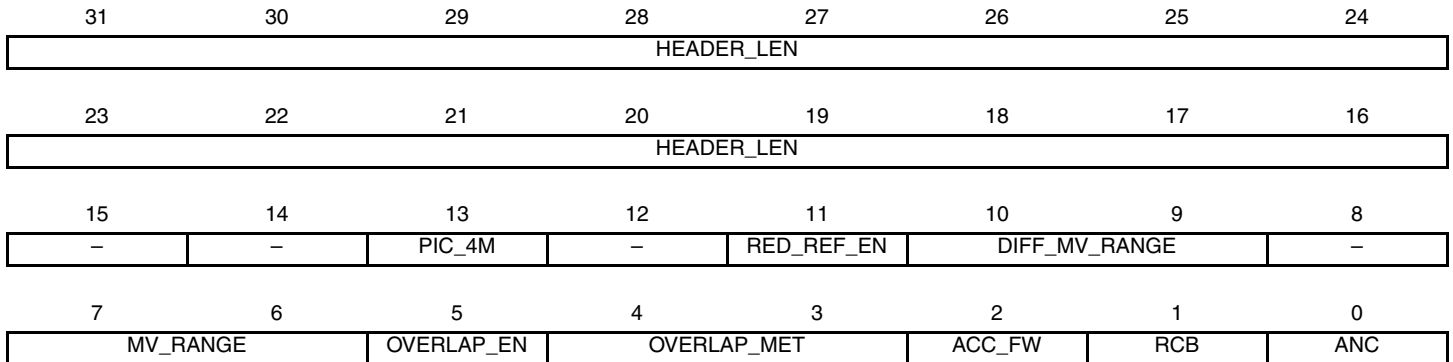 31 30 29 28 27 26 25 24
HEADER_LEN
23 22 21 20 19 18 17 16
HEADER_LEN
15 14 13 12 11 10 9 8
– – PIC_4M – RED_REF_EN DIFF_MV_RANGE –
7 6 5 4 3 2 1 0
MV_RANGE OVERLAP_EN OVERLAP_MET ACC_FW RCB ANC